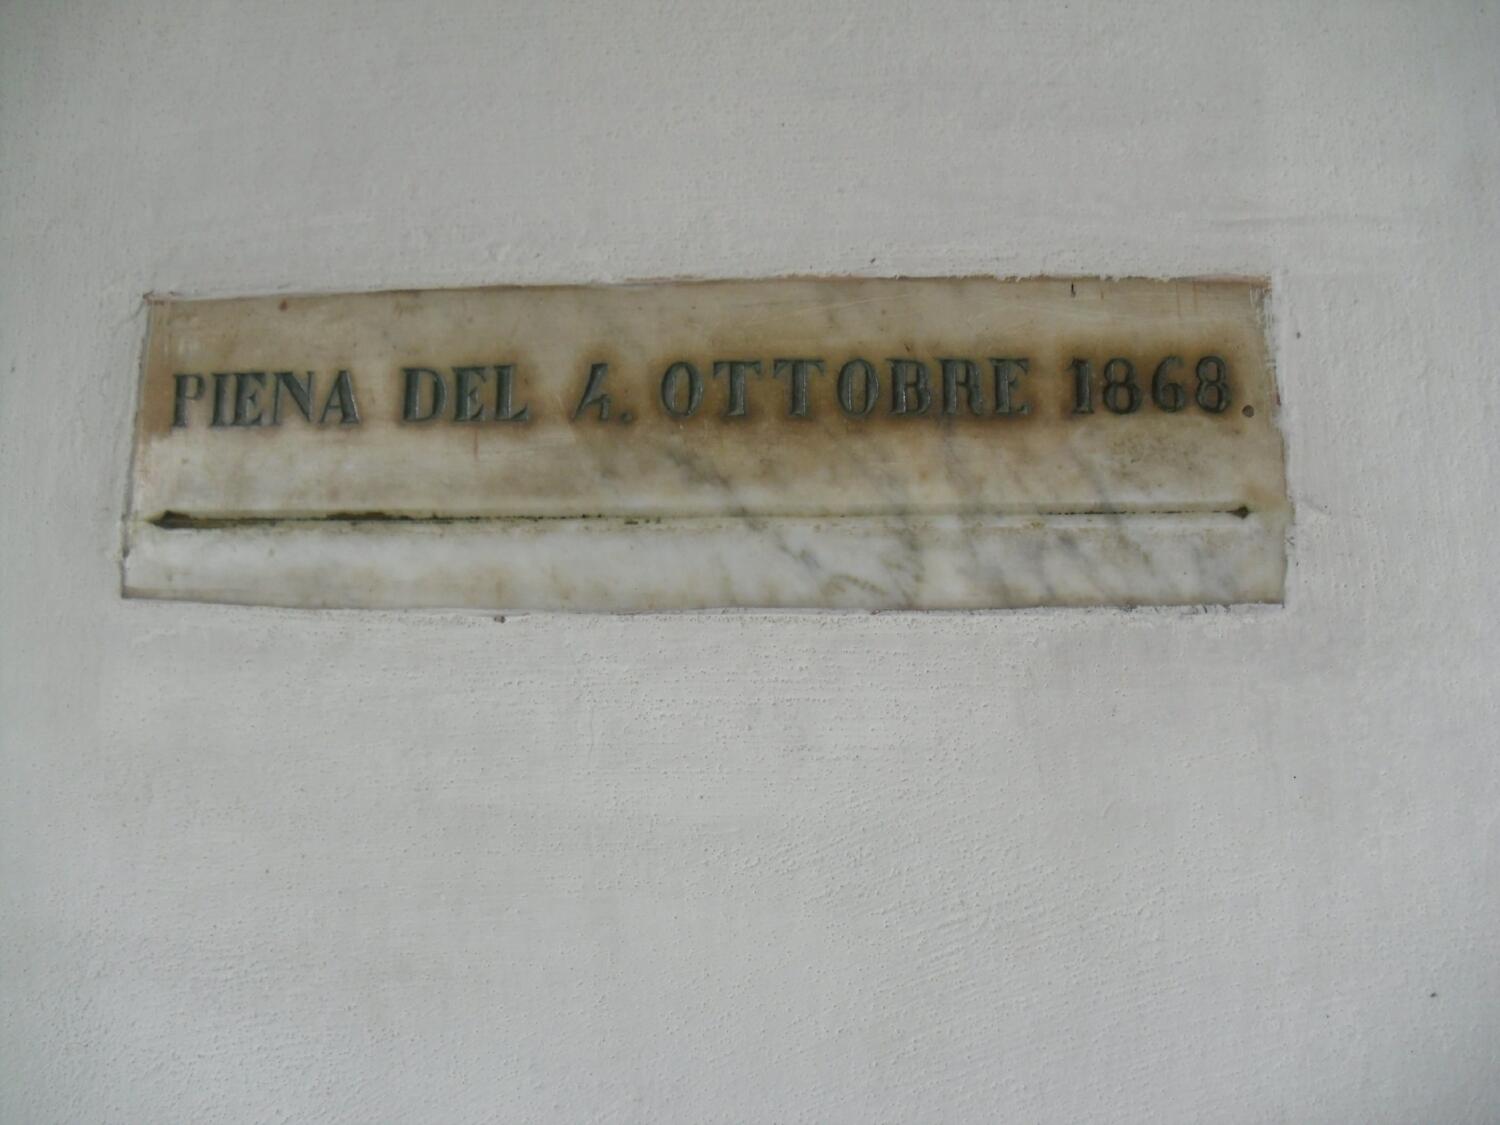 PIENA DEL 4. OTTOBRE 1868.